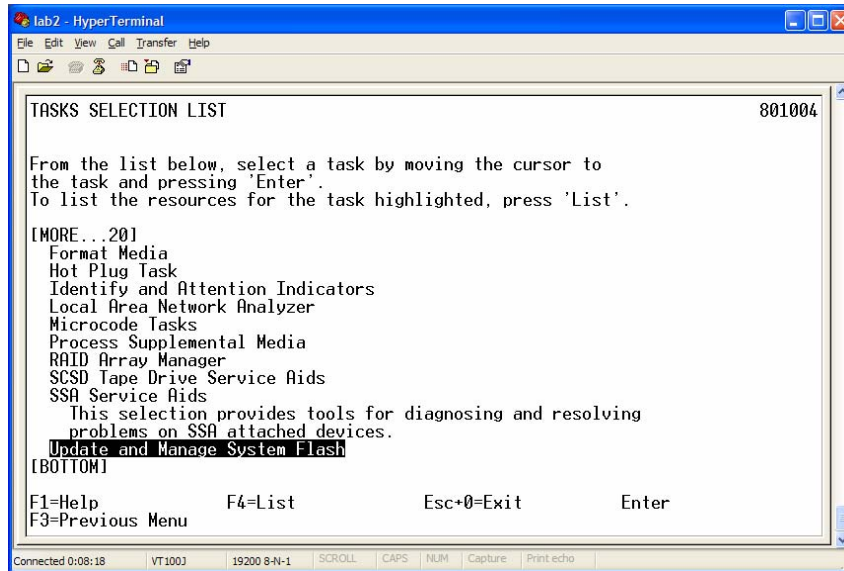 lab2 - HyperTerminal
File Edit View Call Transfer Help
TASKS SELECTION LIST 801004
From the list below, select a task by moving the cursor to
the task and pressing 'Enter'.
To list the resources for the task highlighted, press 'List'.
[MORE...20]
Format Media
Hot Plug Task
Identify and Attention Indicators
Local Area Network Analyzer
Microcode Tasks
Process Supplemental Media
RAID Array Manager
SCSD Tape Drive Service Aids
SSA Service Aids
This selection provides tools for diagnosing and resolving
problems on SSA attached devices.
Update and Manage System Flash
[BOTTOM]
F1=Help F4=List Esc+0=Exit Enter
F3=Previous Menu
Connected 0:08:18 VT100J 19200 8-N-1 SCROLL CAPS NUM Capture Print echo